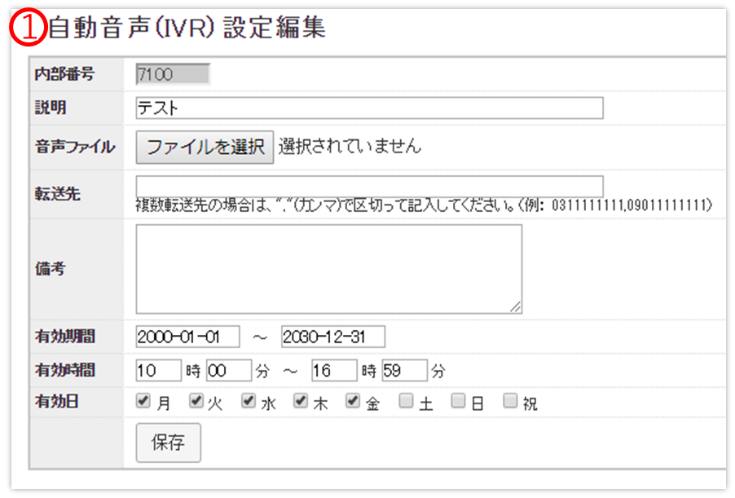 ① 自動音声(IVR) 設定編集
内部番号 7100
説明 テスト
音声ファイル ファイルを選択 選択されていません
転送先
複数転送先の場合は、","(カンマ)で区切って記入してください。(例: 0311111111,09011111111)
備考
有効期間 2000-01-01 ～ 2030-12-31
有効時間 10 時 00 分 ～ 16 時 59 分
有効日 月 火 水 木 金 土 日 祝
保存